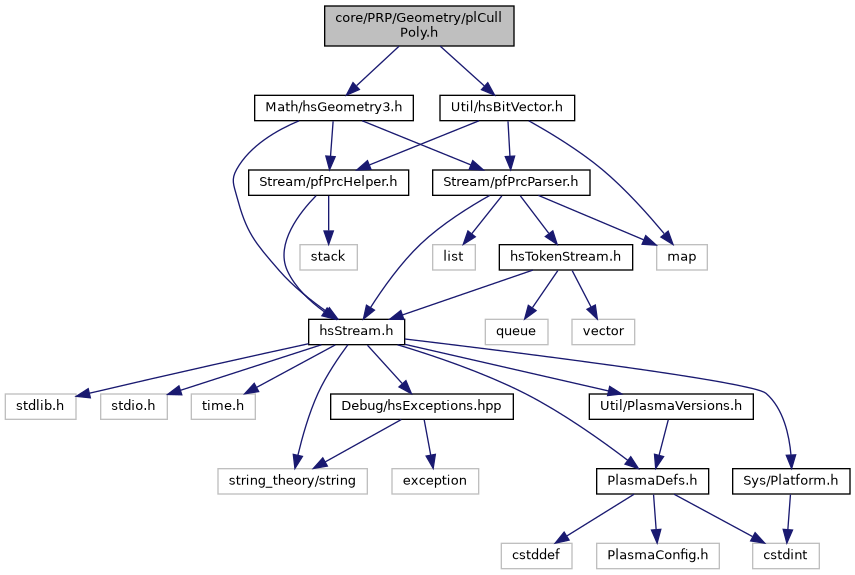 core/PRP/Geometry/plCull
Poly.h
Math/hsGeometry3.h
Util/hsBitVector.h
Stream/pfPrcHelper.h
Stream/pfPrcParser.h
stack
list
hsTokenStream.h
map
hsStream.h
queue
vector
stdlib.h
stdio.h
time.h
Debug/hsExceptions.hpp
Util/PlasmaVersions.h
string_theory/string
exception
PlasmaDefs.h
Sys/Platform.h
cstddef
PlasmaConfig.h
cstdint